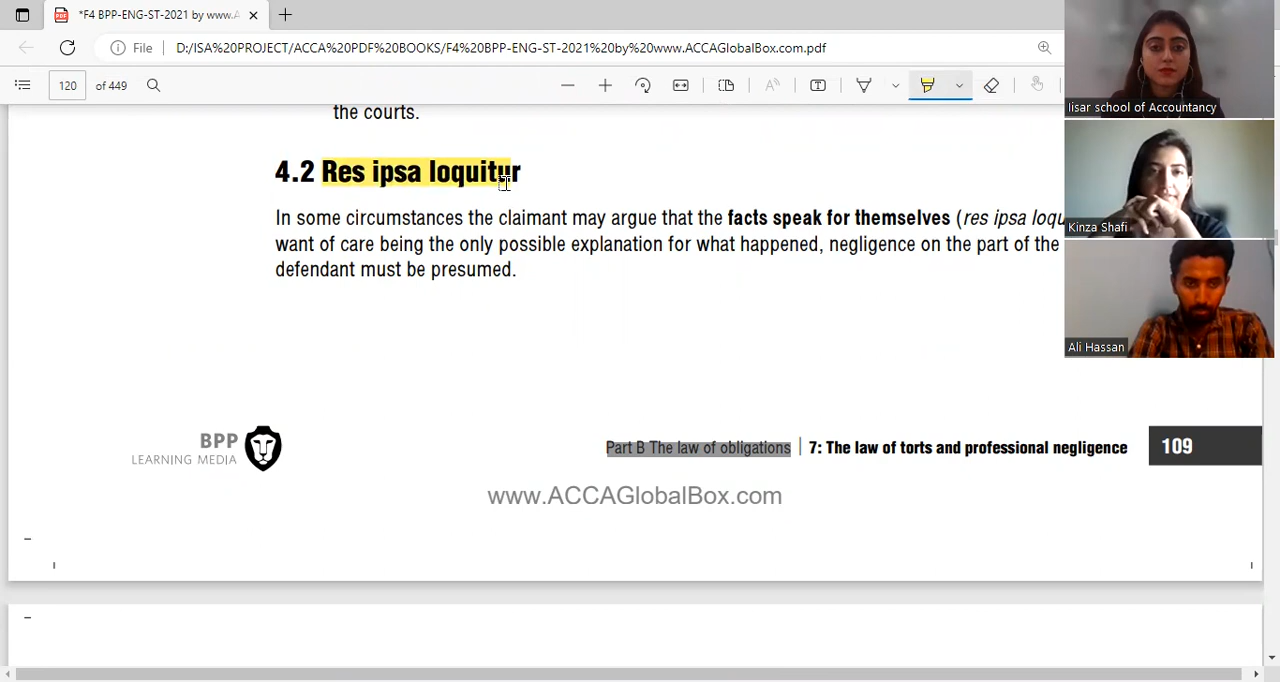 *F4 BPP-ENG-ST-2021 by www.A
File
D:/ISA%20PROJECT/ACCA%20PDF%20BOOKS/F4%20BPP-ENG-ST-2021%20by%20www.ACCAGlobalBox.com.pdf
120 of 449
lisar school of Accountancy
Kinza Shafi
Ali Hassan
the courts.
4.2 Res ipsa loquitur
In some circumstances the claimant may argue that the facts speak for themselves (res ipsa loqu
want of care being the only possible explanation for what happened, negligence on the part of the
defendant must be presumed.
BPP
LEARNING MEDIA
Part B The law of obligations | 7: The law of torts and professional negligence 109
www.ACCAGlobalBox.com